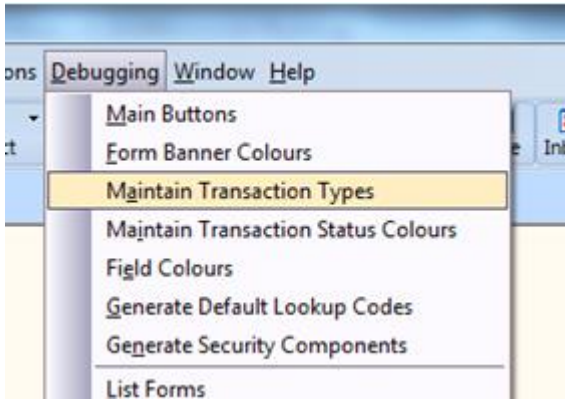 Debugging Window Help
Main Buttons
Form Banner Colours
Maintain Transaction Types
Maintain Transaction Status Colours
Field Colours
Generate Default Lookup Codes
Generate Security Components
List Forms